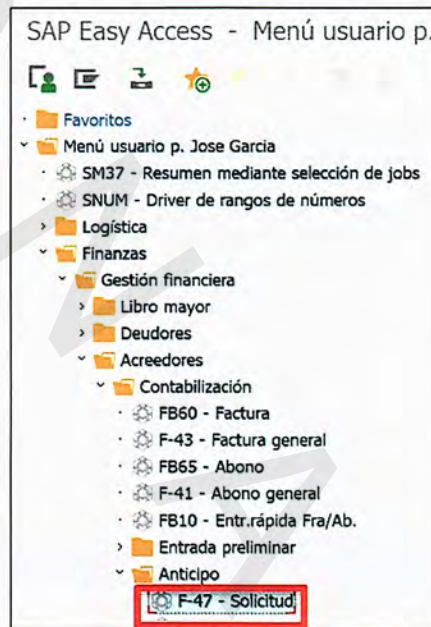 SAP Easy Access - Menú usuario p.
Favoritos
Menú usuario p. Jose Garcia
SM37 - Resumen mediante selección de jobs
SNUM - Driver de rangos de números
Logística
Finanzas
Gestión financiera
Libro mayor
Deudores
Acreedores
Contabilización
FB60 - Factura
F-43 - Factura general
FB65 - Abono
F-41 - Abono general
FB10 - Entr.rápida Fra/Ab.
Entrada preliminar
Anticipo
F-47 - Solicitud